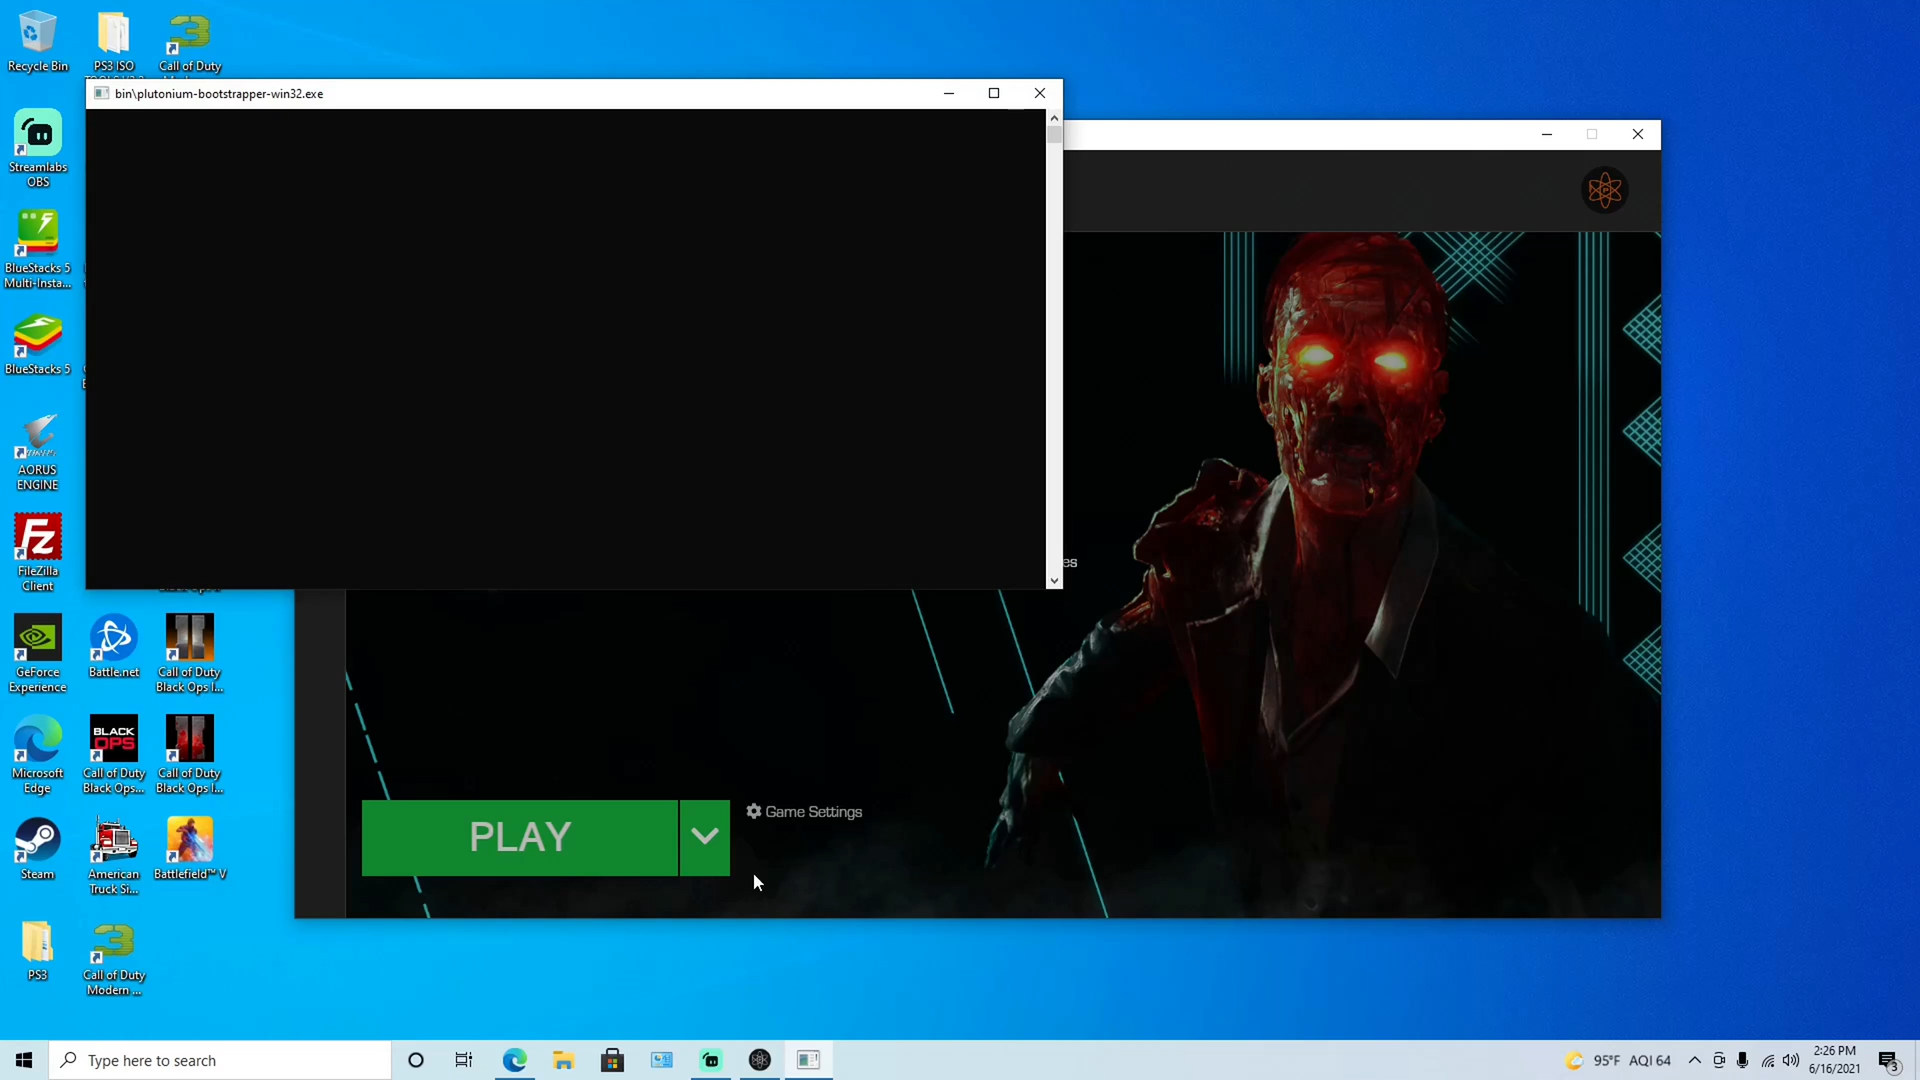 Recycle Bin
PS3 ISO
Call of Duty
bin\plutonium-bootstrapper-win32.exe
Streamlabs
OBS
BlueStacks 5
Multi-Insta...
BlueStacks 5
AORUS
ENGINE
FileZilla
Client
es
GeForce
Experience
Battle.net
Call of Duty
Black Ops I...
Microsoft
Edge
BLACK
OPS
Call of Duty
Black Ops...
Call of Duty
Black Ops I...
PLAY
Game Settings
Steam
American
Truck Si...
Battlefield™ V
PS3
Call of Duty
Modern ...
Type here to search
95°F AQI 64
2:26 PM
6/16/2021
3